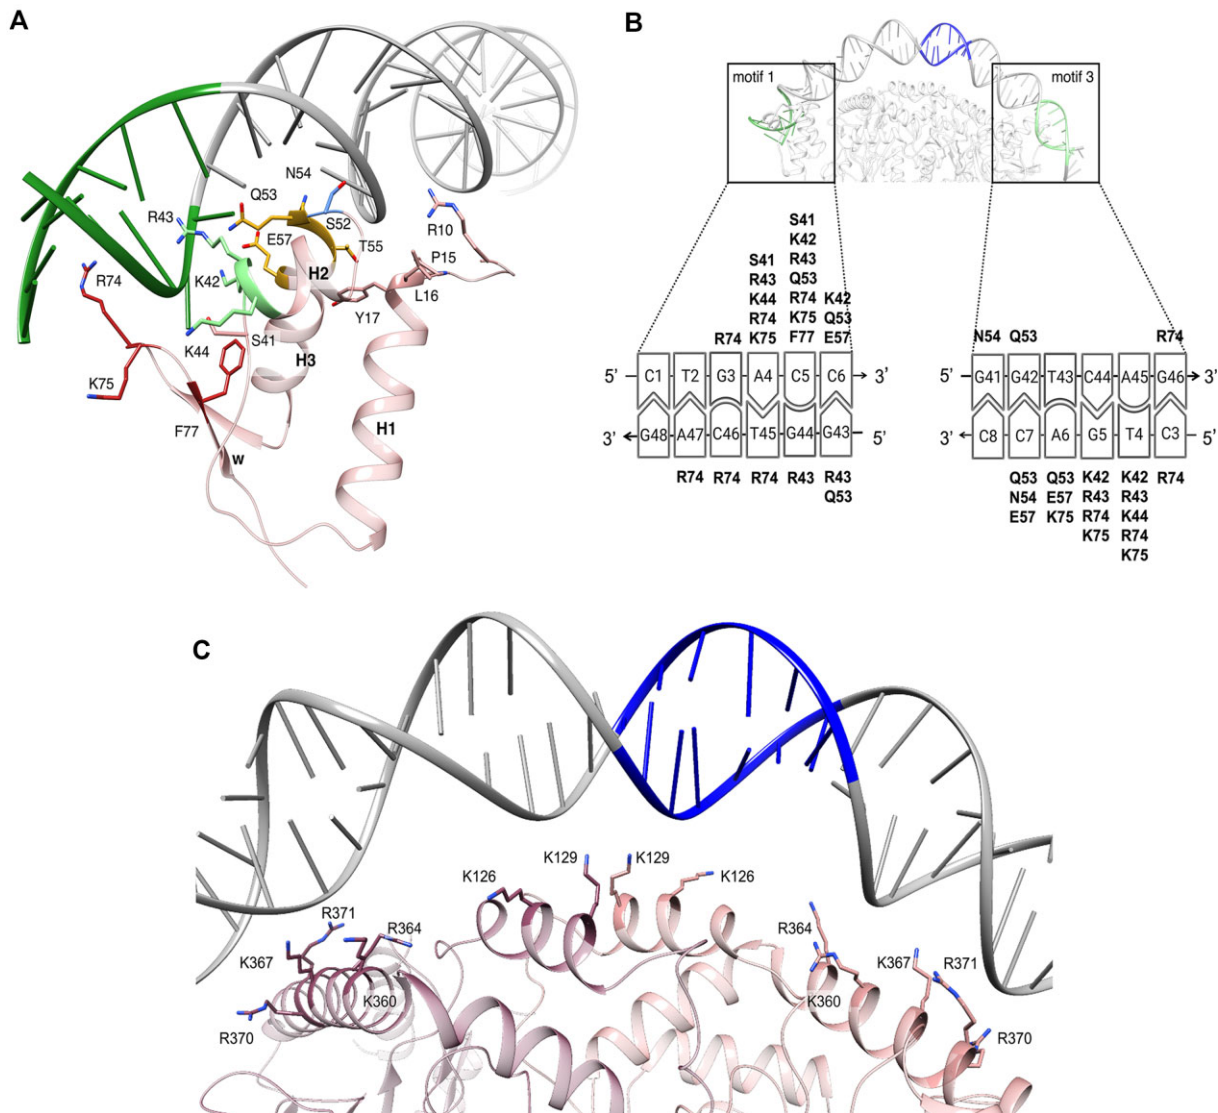 A
N54
Q53
R43
S52
R10
E57
T55
R74
H2
P15
K42
L16
Y17
K44
S41
H3
K75
F77
H1
W
B
motif 1
motif 3
S41
K42
S41 R43
R43 Q53
K44 R74 K42
R74 K75 Q53
R74 K75 F77 E57
N54 Q53 R74
5' C1 T2 G3 A4 C5 C6 3'
3' G48 A47 C46 T45 G44 G43 5'
R74 R74 R74 R43 R43
Q53
5' G41 G42 T43 C44 A45 G46 3'
3' C8 C7 A6 G5 T4 C3 5'
Q53 Q53 K42 K42 R74
N54 E57 R43 R43
E57 K75 R74 K44
K75 R74
K75
C
K129 K129
K126 K126
R371 R364 R364
K367 K367 R371
K360 K360
R370 R370